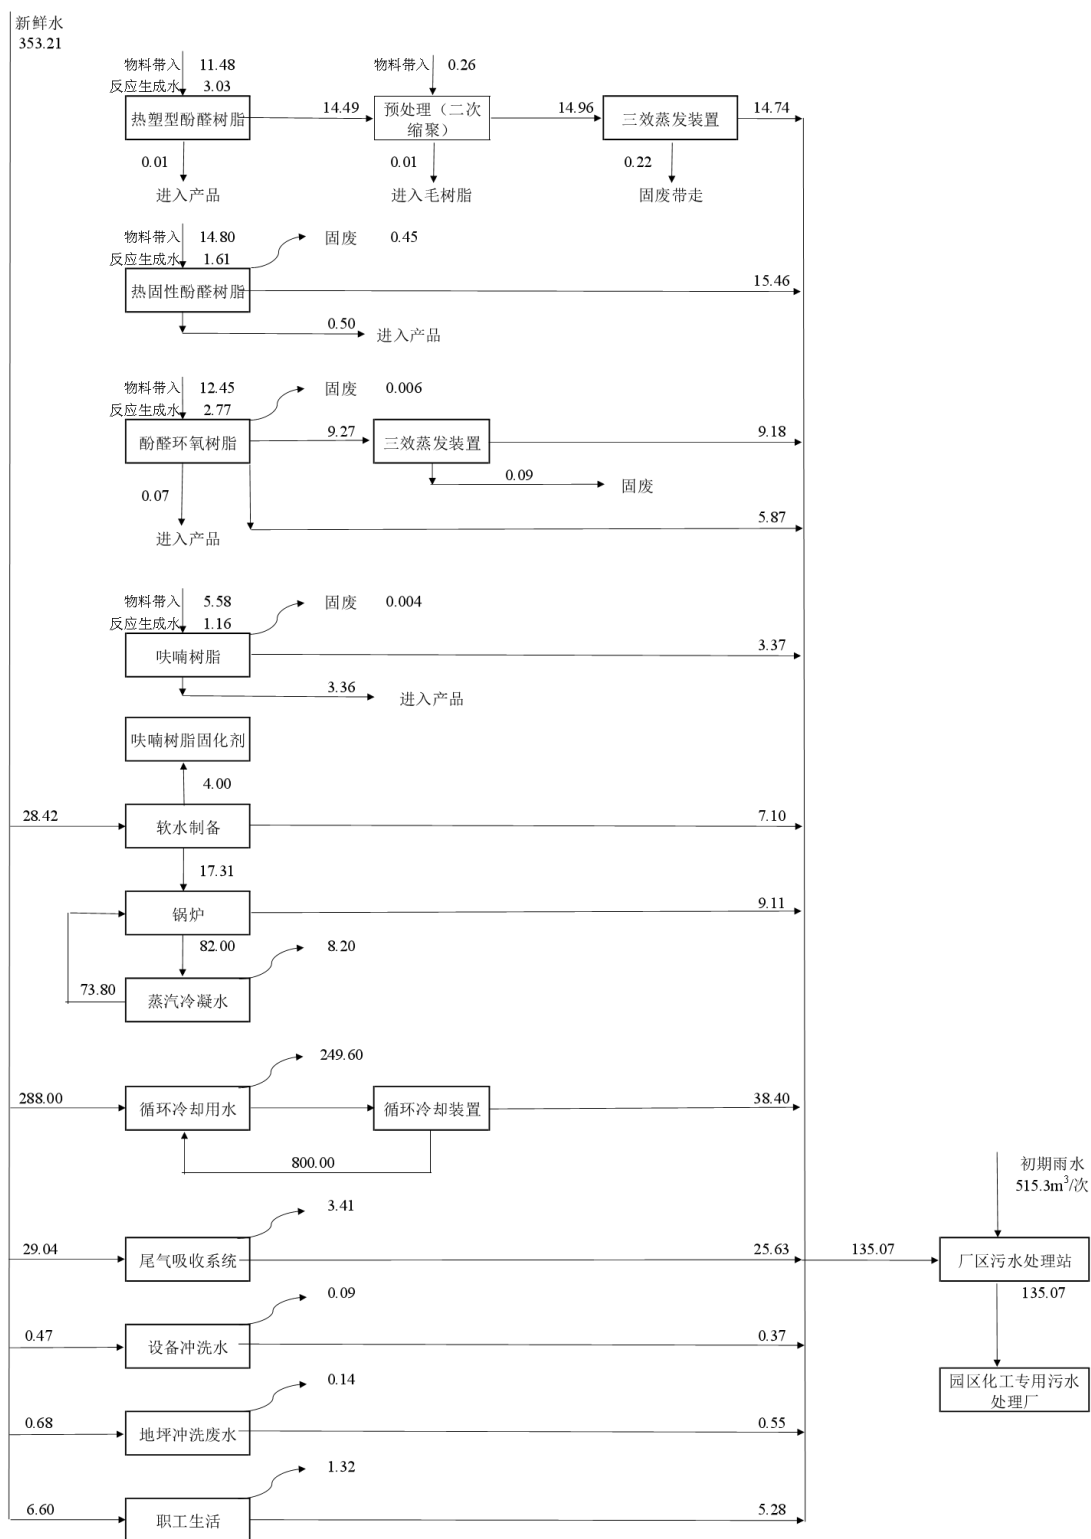 新鲜水
353.21
物料带入 11.48
反应生成水 3.03
热塑型酚醛树脂
14.49
物料带入 0.26
预处理（二次
缩聚）
14.96
三效蒸发装置
14.74
0.01
进入产品
0.01
进入毛树脂
0.22
固废带走
物料带入 14.80
反应生成水 1.61
固废 0.45
热固性酚醛树脂
15.46
0.50
进入产品
物料带入 12.45
反应生成水 2.77
固废 0.006
酚醛环氧树脂
9.27
三效蒸发装置
9.18
0.09
固废
0.07
进入产品
5.87
物料带入 5.58
反应生成水 1.16
固废 0.004
呋喃树脂
3.37
3.36
进入产品
呋喃树脂固化剂
4.00
28.42
软水制备
7.10
17.31
锅炉
9.11
82.00
8.20
73.80
蒸汽冷凝水
249.60
288.00
循环冷却用水
循环冷却装置
38.40
800.00
初期雨水
515.3m³/次
3.41
29.04
尾气吸收系统
25.63
135.07
厂区污水处理站
135.07
0.09
0.47
设备冲洗水
0.37
园区化工专用污水
处理厂
0.14
0.68
地坪冲洗废水
0.55
1.32
6.60
职工生活
5.28